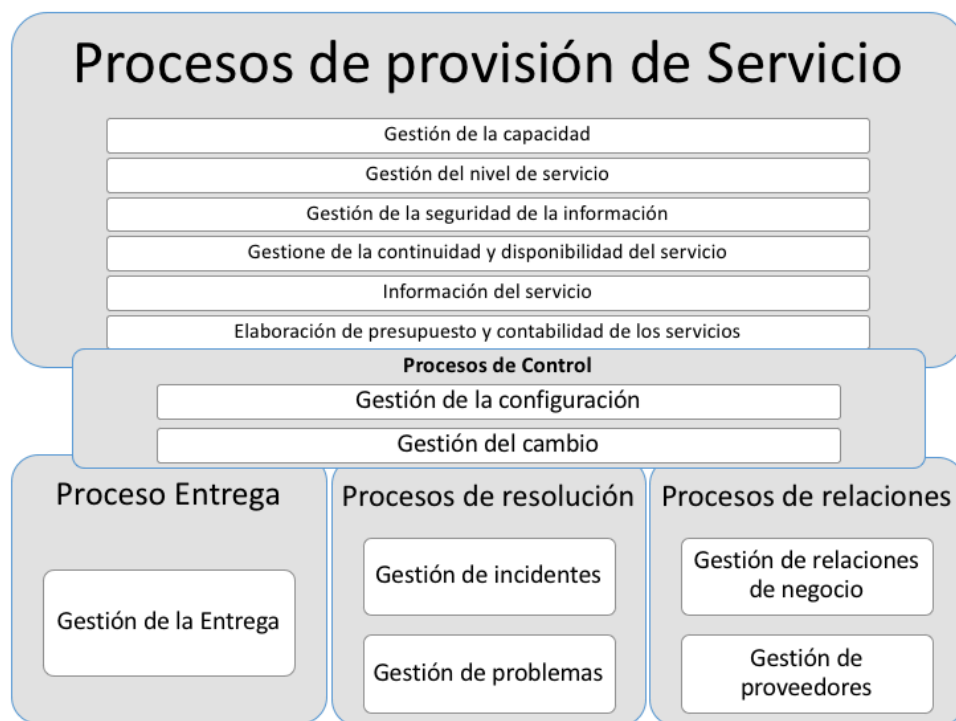 Procesos de provisión de Servicio
Gestión de la capacidad
Gestión del nivel de servicio
Gestión de la seguridad de la información
Gestione de la continuidad y disponibilidad del servicio
Información del servicio
Elaboración de presupuesto y contabilidad de los servicios
Procesos de Control
Gestión de la configuración
Gestión del cambio
Proceso Entrega
Gestión de la Entrega
Procesos de resolución
Gestión de incidentes
Gestión de problemas
Procesos de relaciones
Gestión de relaciones
de negocio
Gestión de
proveedores